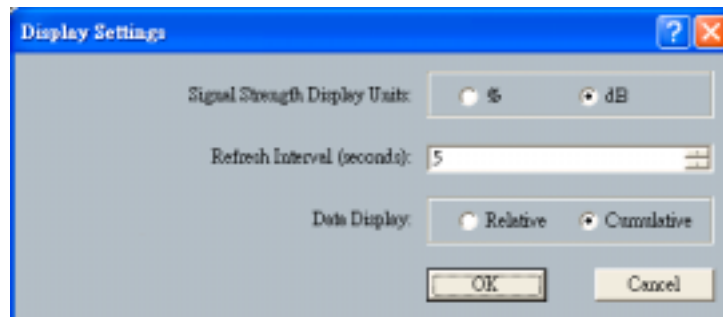 Display Settings
Signal Strength Display Units: % dB
Refresh Interval (seconds): 5
Data Display: Relative Cumulative
OK Cancel